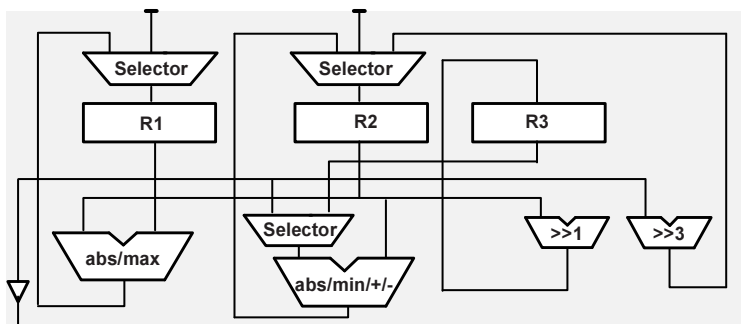 Selector
Selector
R1
R2
R3
Selector
>>1
>>3
abs/max
abs/min/+/-